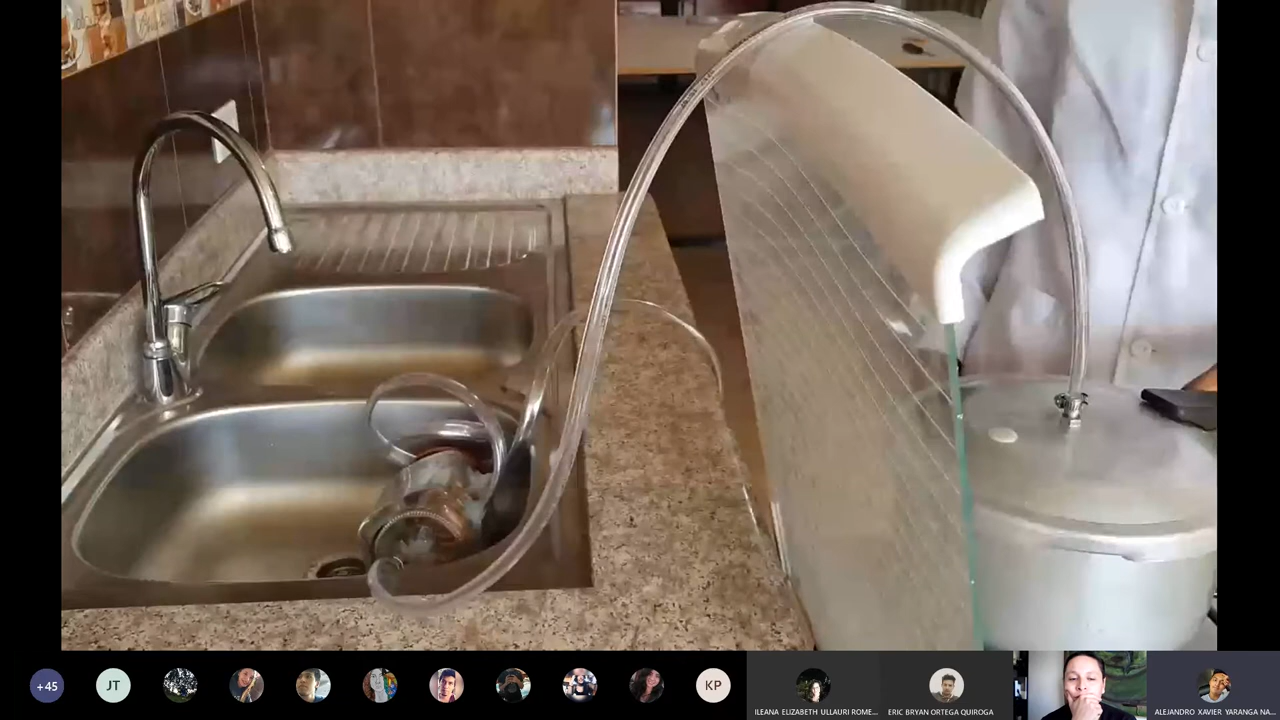 +45
JT
KP
ILEANA ELIZABETH ULLAURI ROME...
ERIC BRYAN ORTEGA QUIROGA
ALEJANDRO XAVIER YARANGA NA...